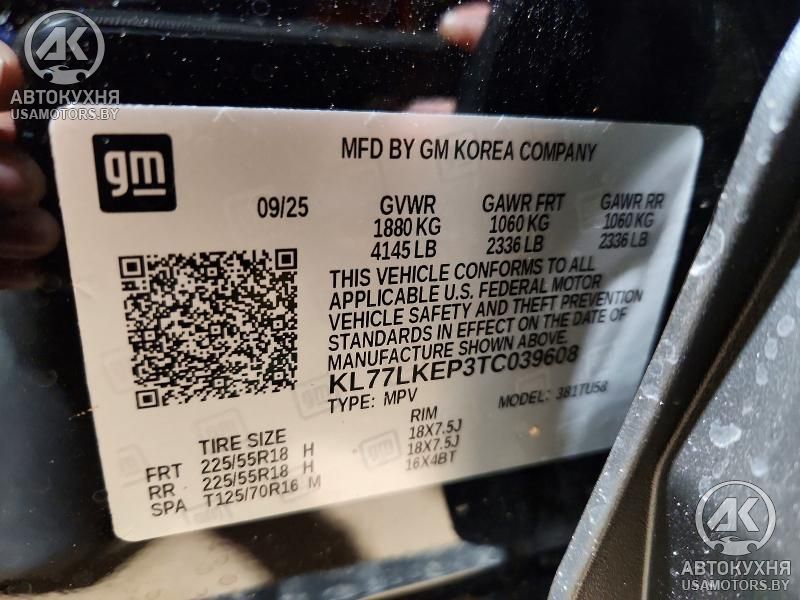 АК
АВТОКУХНЯ
USAMOTORS.BY
gm
MFD BY GM KOREA COMPANY
09/25 GVWR GAWR FRT GAWR RR
1880 KG 1060 KG 1060 KG
4145 LB 2336 LB 2336 LB
THIS VEHICLE CONFORMS TO ALL
APPLICABLE U.S. FEDERAL MOTOR
VEHICLE SAFETY AND THEFT PREVENTION
STANDARDS IN EFFECT ON THE DATE OF
MANUFACTURE SHOWN ABOVE.
KL77LKEP3TC039608
TYPE: MPV MODEL: 381TU58
TIRE SIZE RIM
FRT 225/55R18 H 18X7.5J
RR 225/55R18 H 18X7.5J
SPA T125/70R16 M 16X4BT
АК
АВТОКУХНЯ
USAMOTORS.BY